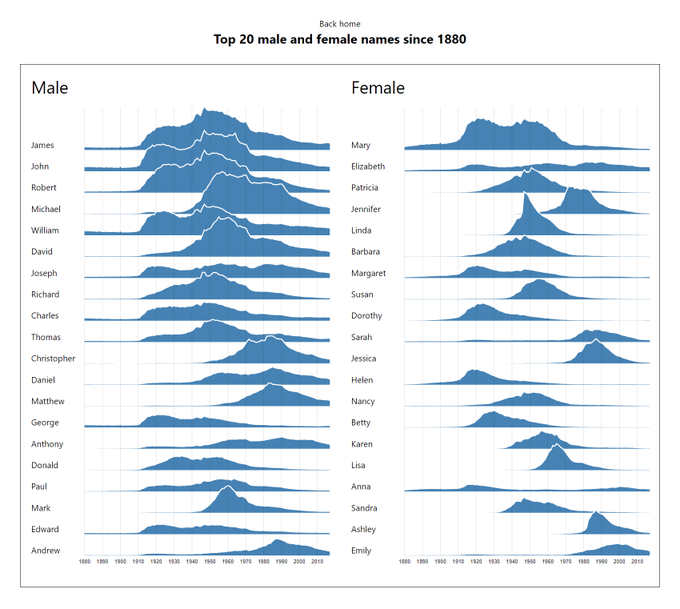 Back home
Top 20 male and female names since 1880
Male
James
John
Robert
Michael
William
David
Joseph
Richard
Charles
Thomas
Christopher
Daniel
Matthew
George
Anthony
Donald
Paul
Mark
Edward
Andrew
1880 1890 1900 1910 1920 1930 1940 1950 1960 1970 1980 1990 2000 2010
Female
Mary
Elizabeth
Patricia
Jennifer
Linda
Barbara
Margaret
Susan
Dorothy
Sarah
Jessica
Helen
Nancy
Betty
Karen
Lisa
Anna
Sandra
Ashley
Emily
1880 1890 1900 1910 1920 1930 1940 1950 1960 1970 1980 1990 2000 2010